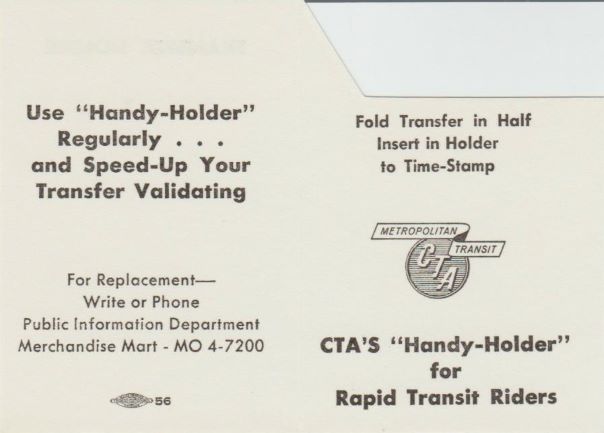 Use "Handy-Holder"
Regularly . . .
and Speed-Up Your
Transfer Validating
For Replacement—
Write or Phone
Public Information Department
Merchandise Mart - MO 4-7200
56
Fold Transfer in Half
Insert in Holder
to Time-Stamp
METROPOLITAN
TRANSIT
CTA
CTA'S "Handy-Holder"
for
Rapid Transit Riders